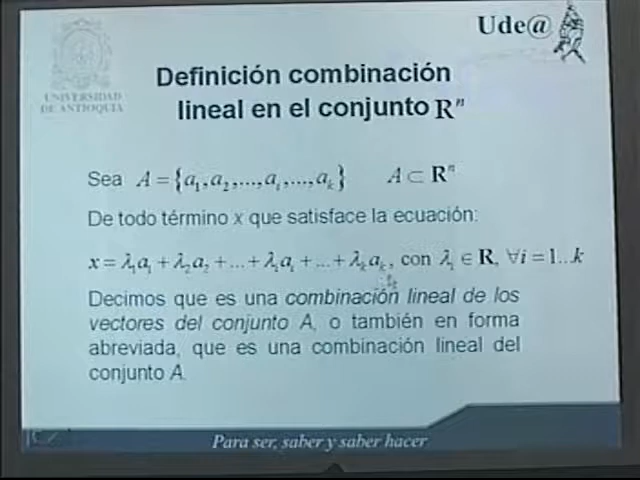 Ude@
UNIVERSIDAD
DE ANTIOQUIA
Definición combinación
lineal en el conjunto Rⁿ
Sea A = {a₁, a₂, ..., aᵢ, ..., aₖ} A ⊂ Rⁿ
De todo término x que satisface la ecuación:
x = λ₁a₁ + λ₂a₂ + ... + λᵢaᵢ + ... + λₖaₖ, con λᵢ ∈ R, ∀i = 1..k
Decimos que es una combinación lineal de los
vectores del conjunto A, o también en forma
abreviada, que es una combinación lineal del
conjunto A.
Para ser, saber y saber hacer